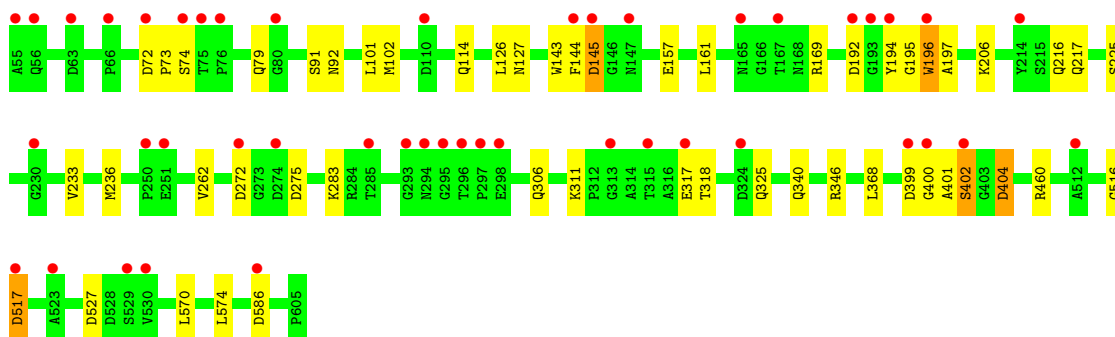 A55 Q56 D63 P66 D72 P73 S74 T75 P76 Q79 G80 S91 N92 L101 M102 D110 Q114 L126 N127 W143 F144 D145 G146 N147 E157 L161 N165 G166 T167 N168 R169 D192 G193 Y194 G195 W196 A197 K206 Y214 S215 Q216 Q217
G230 V233 M236 P250 E251 V262 D272 G273 D274 D275 K283 R284 T285 G293 N294 G295 T296 P297 E298 Q306 K311 P312 G313 A314 T315 A316 E317 T318 D324 Q325 Q340 R346 L368 D399 G400 A401 S402 G403 D404 R460 A512
D517 A523 D527 D528 S529 V530 L570 L574 D586 P605